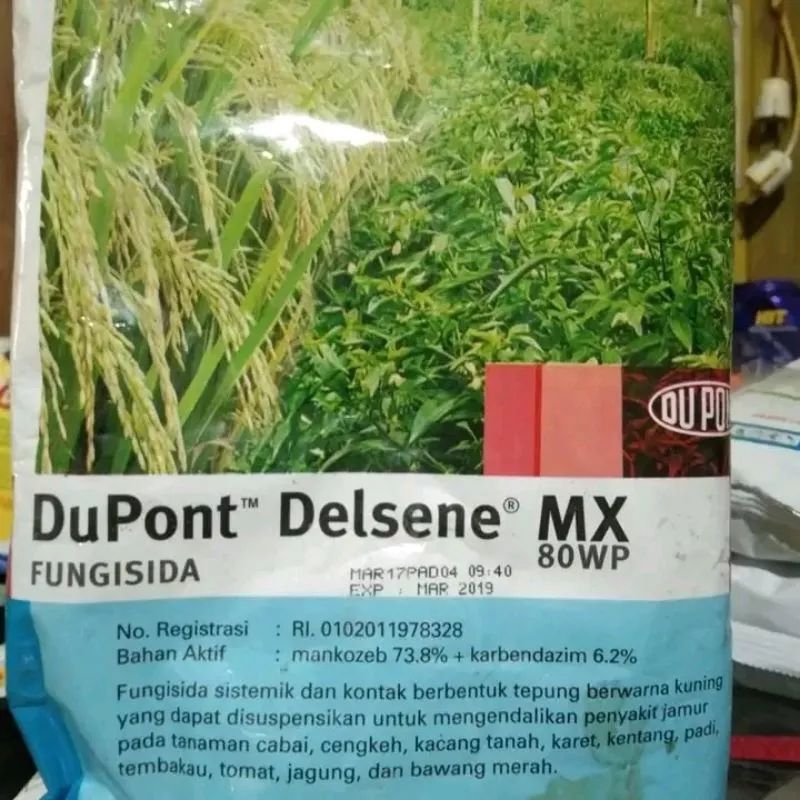 DU PON
DuPont™ Delsene® MX
80WP
FUNGISIDA
MAR17PAD04 09:40
EXP : MAR 2019
No. Registrasi : RI. 0102011978328
Bahan Aktif : mankozeb 73.8% + karbendazim 6.2%
Fungisida sistemik dan kontak berbentuk tepung berwarna kuning
yang dapat disuspensikan untuk mengendalikan penyakit jamur
pada tanaman cabai, cengkeh, kacang tanah, karet, kentang, padi,
tembakau, tomat, jagung, dan bawang merah.